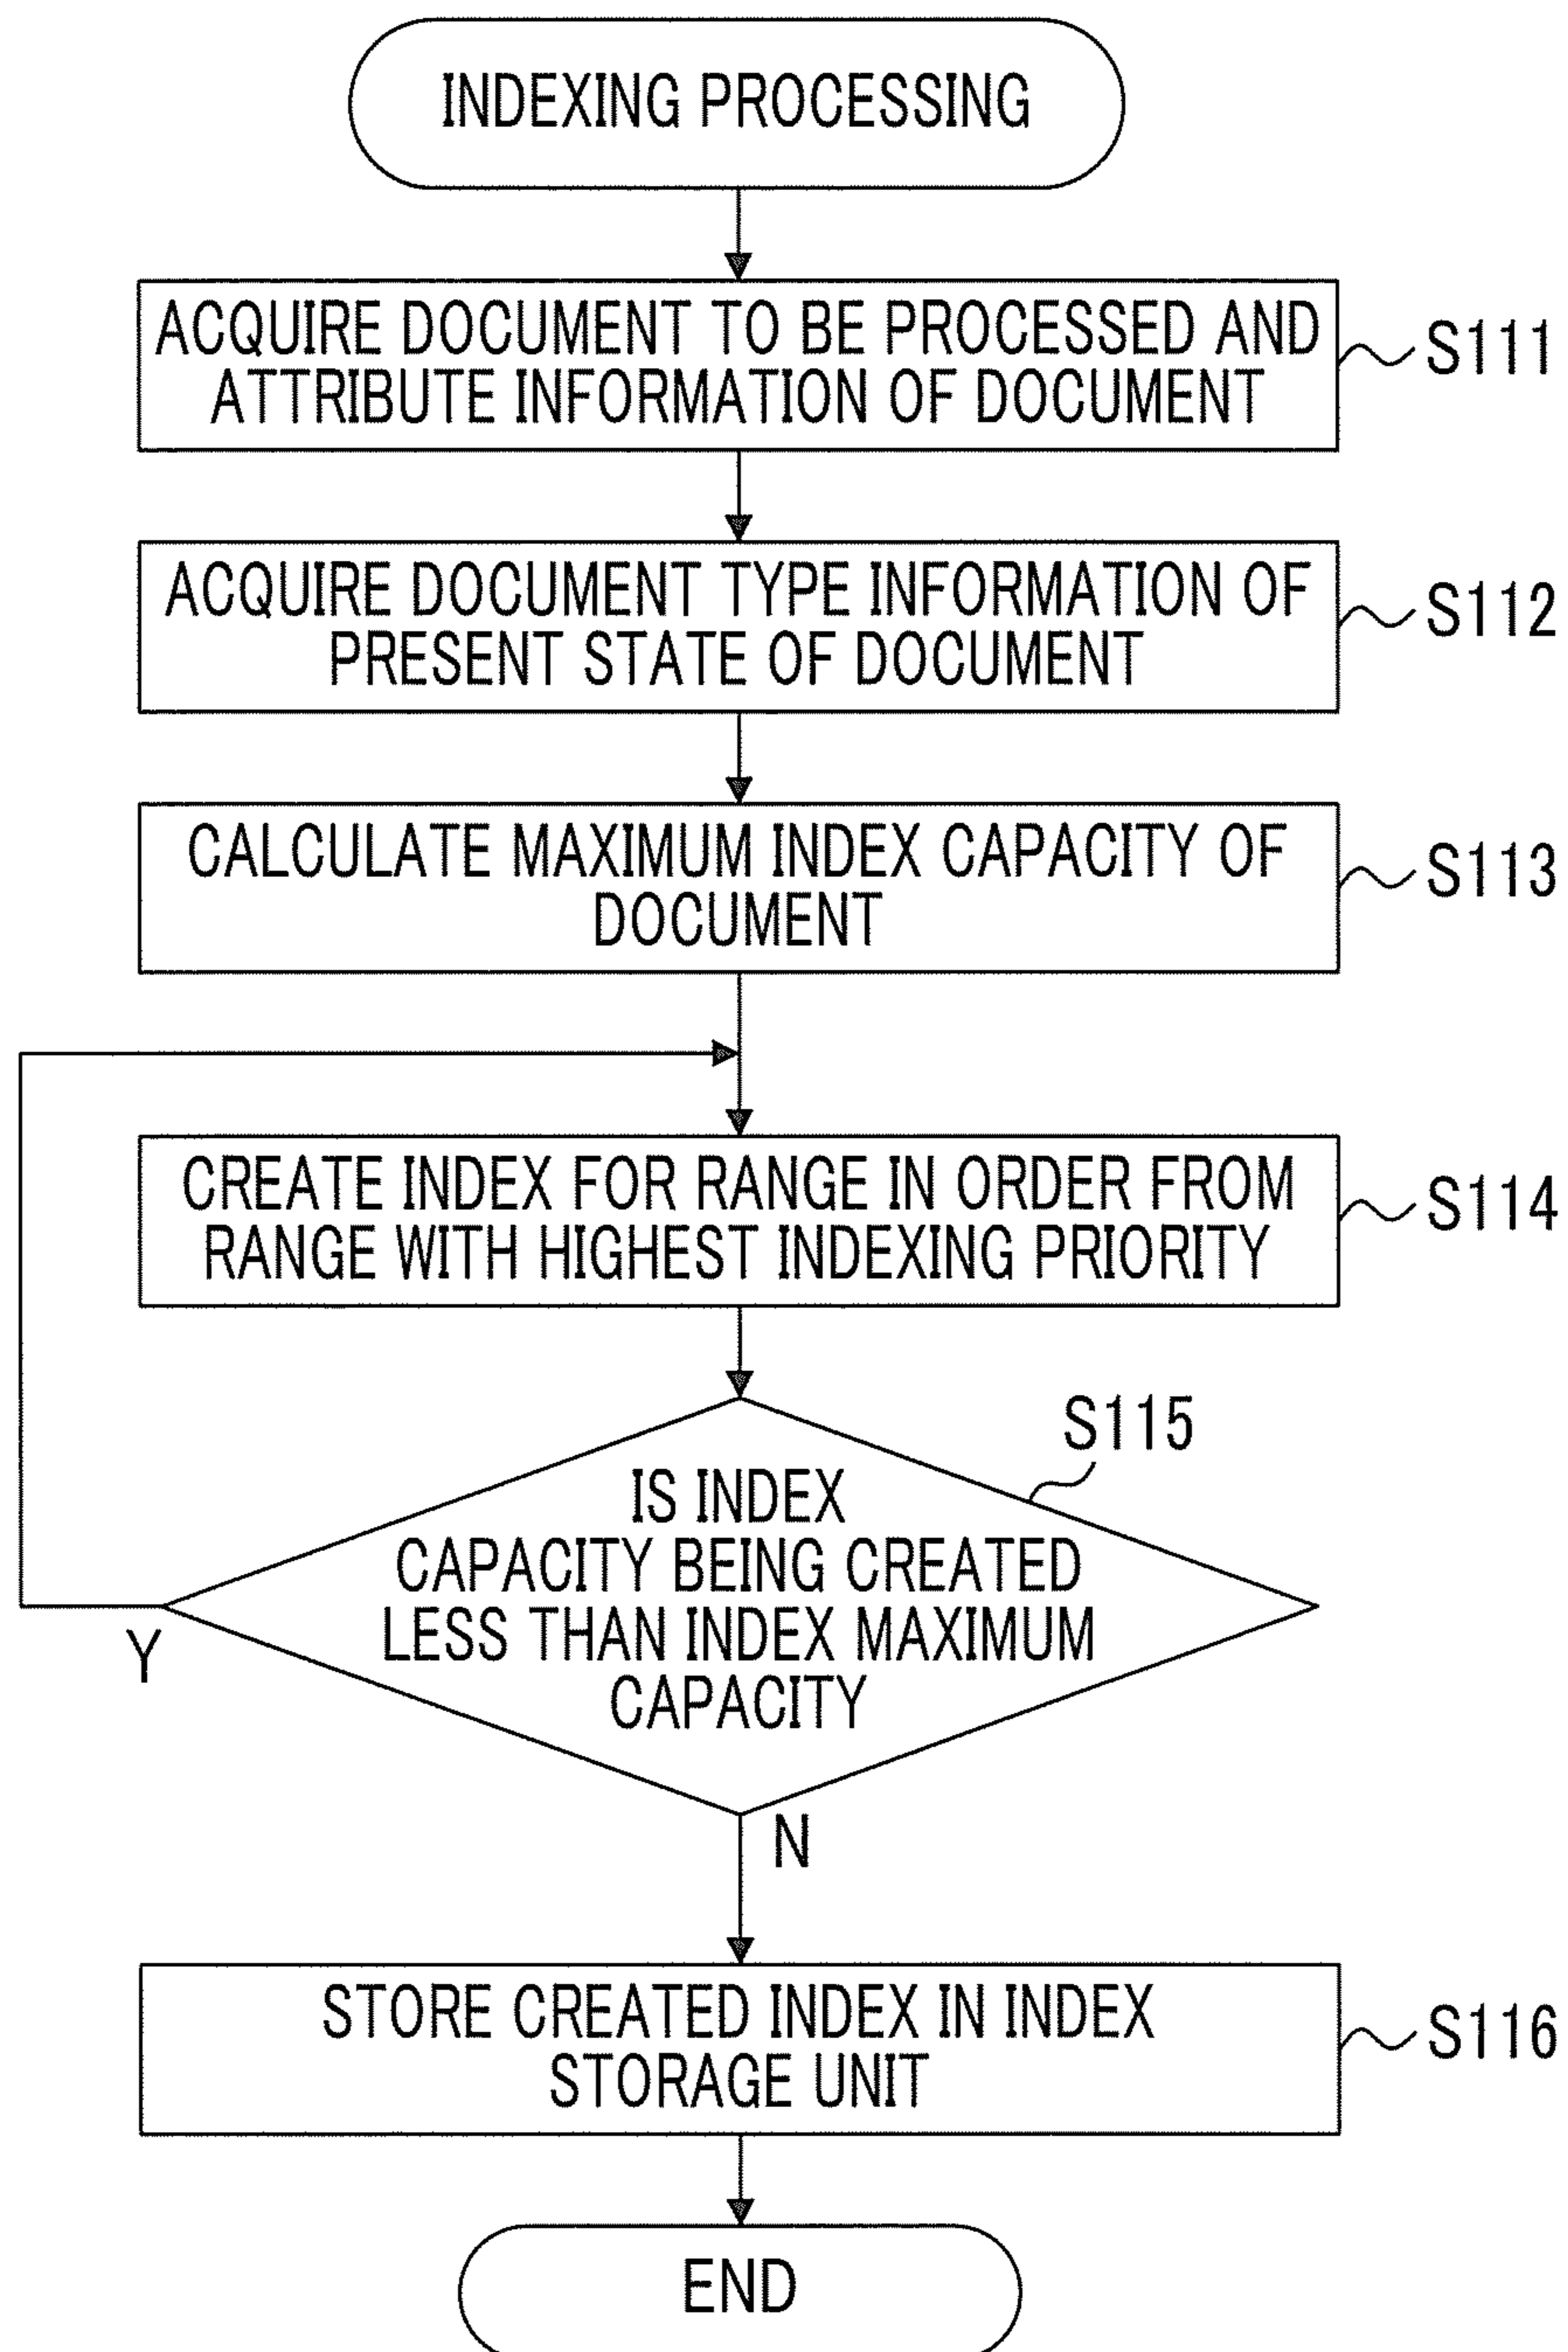 INDEXING PROCESSING
ACQUIRE DOCUMENT TO BE PROCESSED AND
ATTRIBUTE INFORMATION OF DOCUMENT
S111
ACQUIRE DOCUMENT TYPE INFORMATION OF
PRESENT STATE OF DOCUMENT
S112
CALCULATE MAXIMUM INDEX CAPACITY OF
DOCUMENT
S113
CREATE INDEX FOR RANGE IN ORDER FROM
RANGE WITH HIGHEST INDEXING PRIORITY
S114
S115
IS INDEX
CAPACITY BEING CREATED
LESS THAN INDEX MAXIMUM
CAPACITY
Y
N
STORE CREATED INDEX IN INDEX
STORAGE UNIT
S116
END